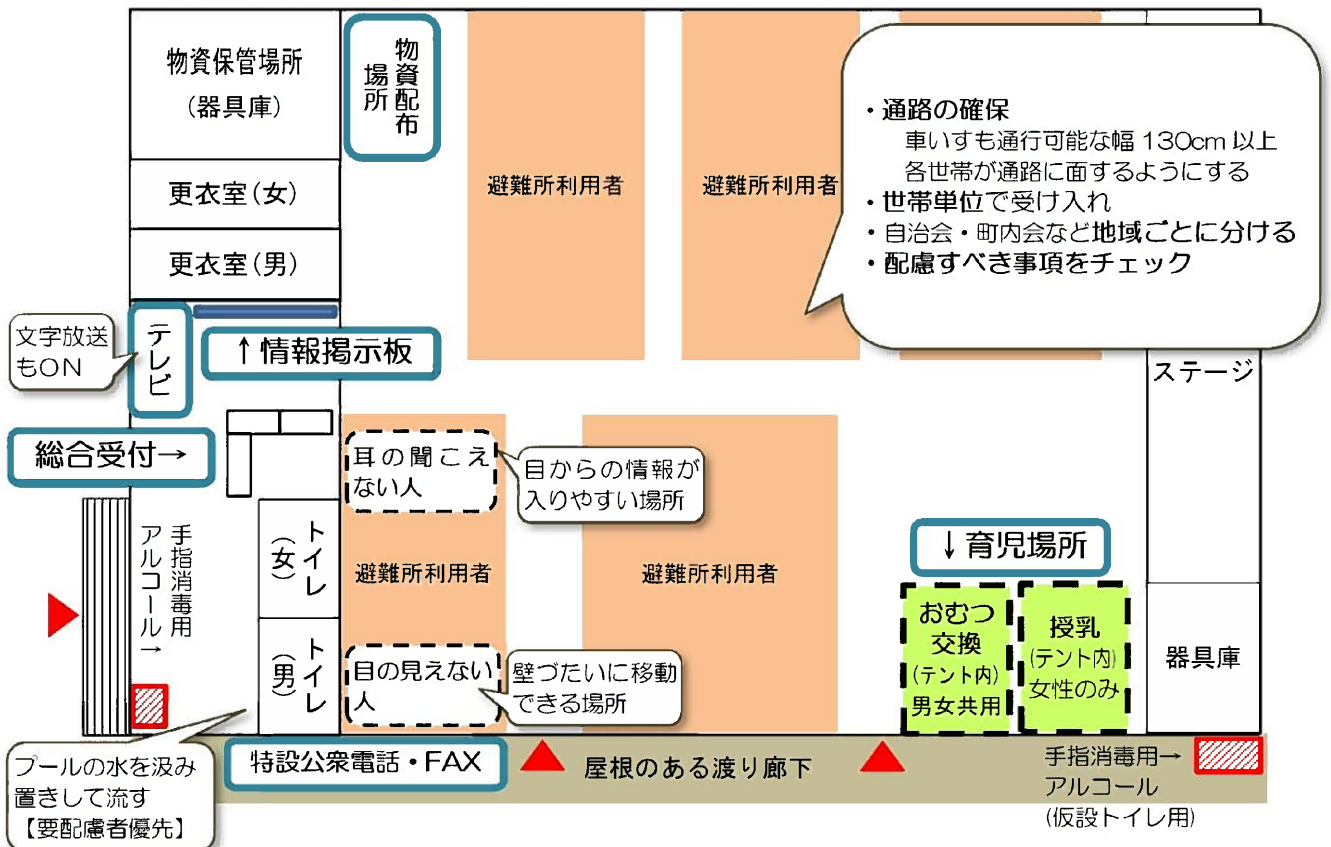 物資保管場所
(器具庫)
物資配布
場所
更衣室(女)
更衣室(男)
避難所利用者
避難所利用者
・通路の確保
車いすも通行可能な幅 130cm 以上
各世帯が通路に面するようにする
・世帯単位で受け入れ
・自治会・町内会など地域ごとに分ける
・配慮すべき事項をチェック
文字放送
もON
テレビ
↑情報掲示板
ステージ
総合受付→
耳の聞こえ
ない人
目からの情報が
入りやすい場所
手指消毒用
アルコール→
トイレ
(女)
避難所利用者
避難所利用者
↓育児場所
おむつ
交換
(テント内)
男女共用
授乳
(テント内)
女性のみ
器具庫
トイレ
(男)
目の見えない
人
壁づたいに移動
できる場所
プールの水を汲み
置きして流す
【要配慮者優先】
特設公衆電話・FAX
屋根のある渡り廊下
手指消毒用→
アルコール
(仮設トイレ用)